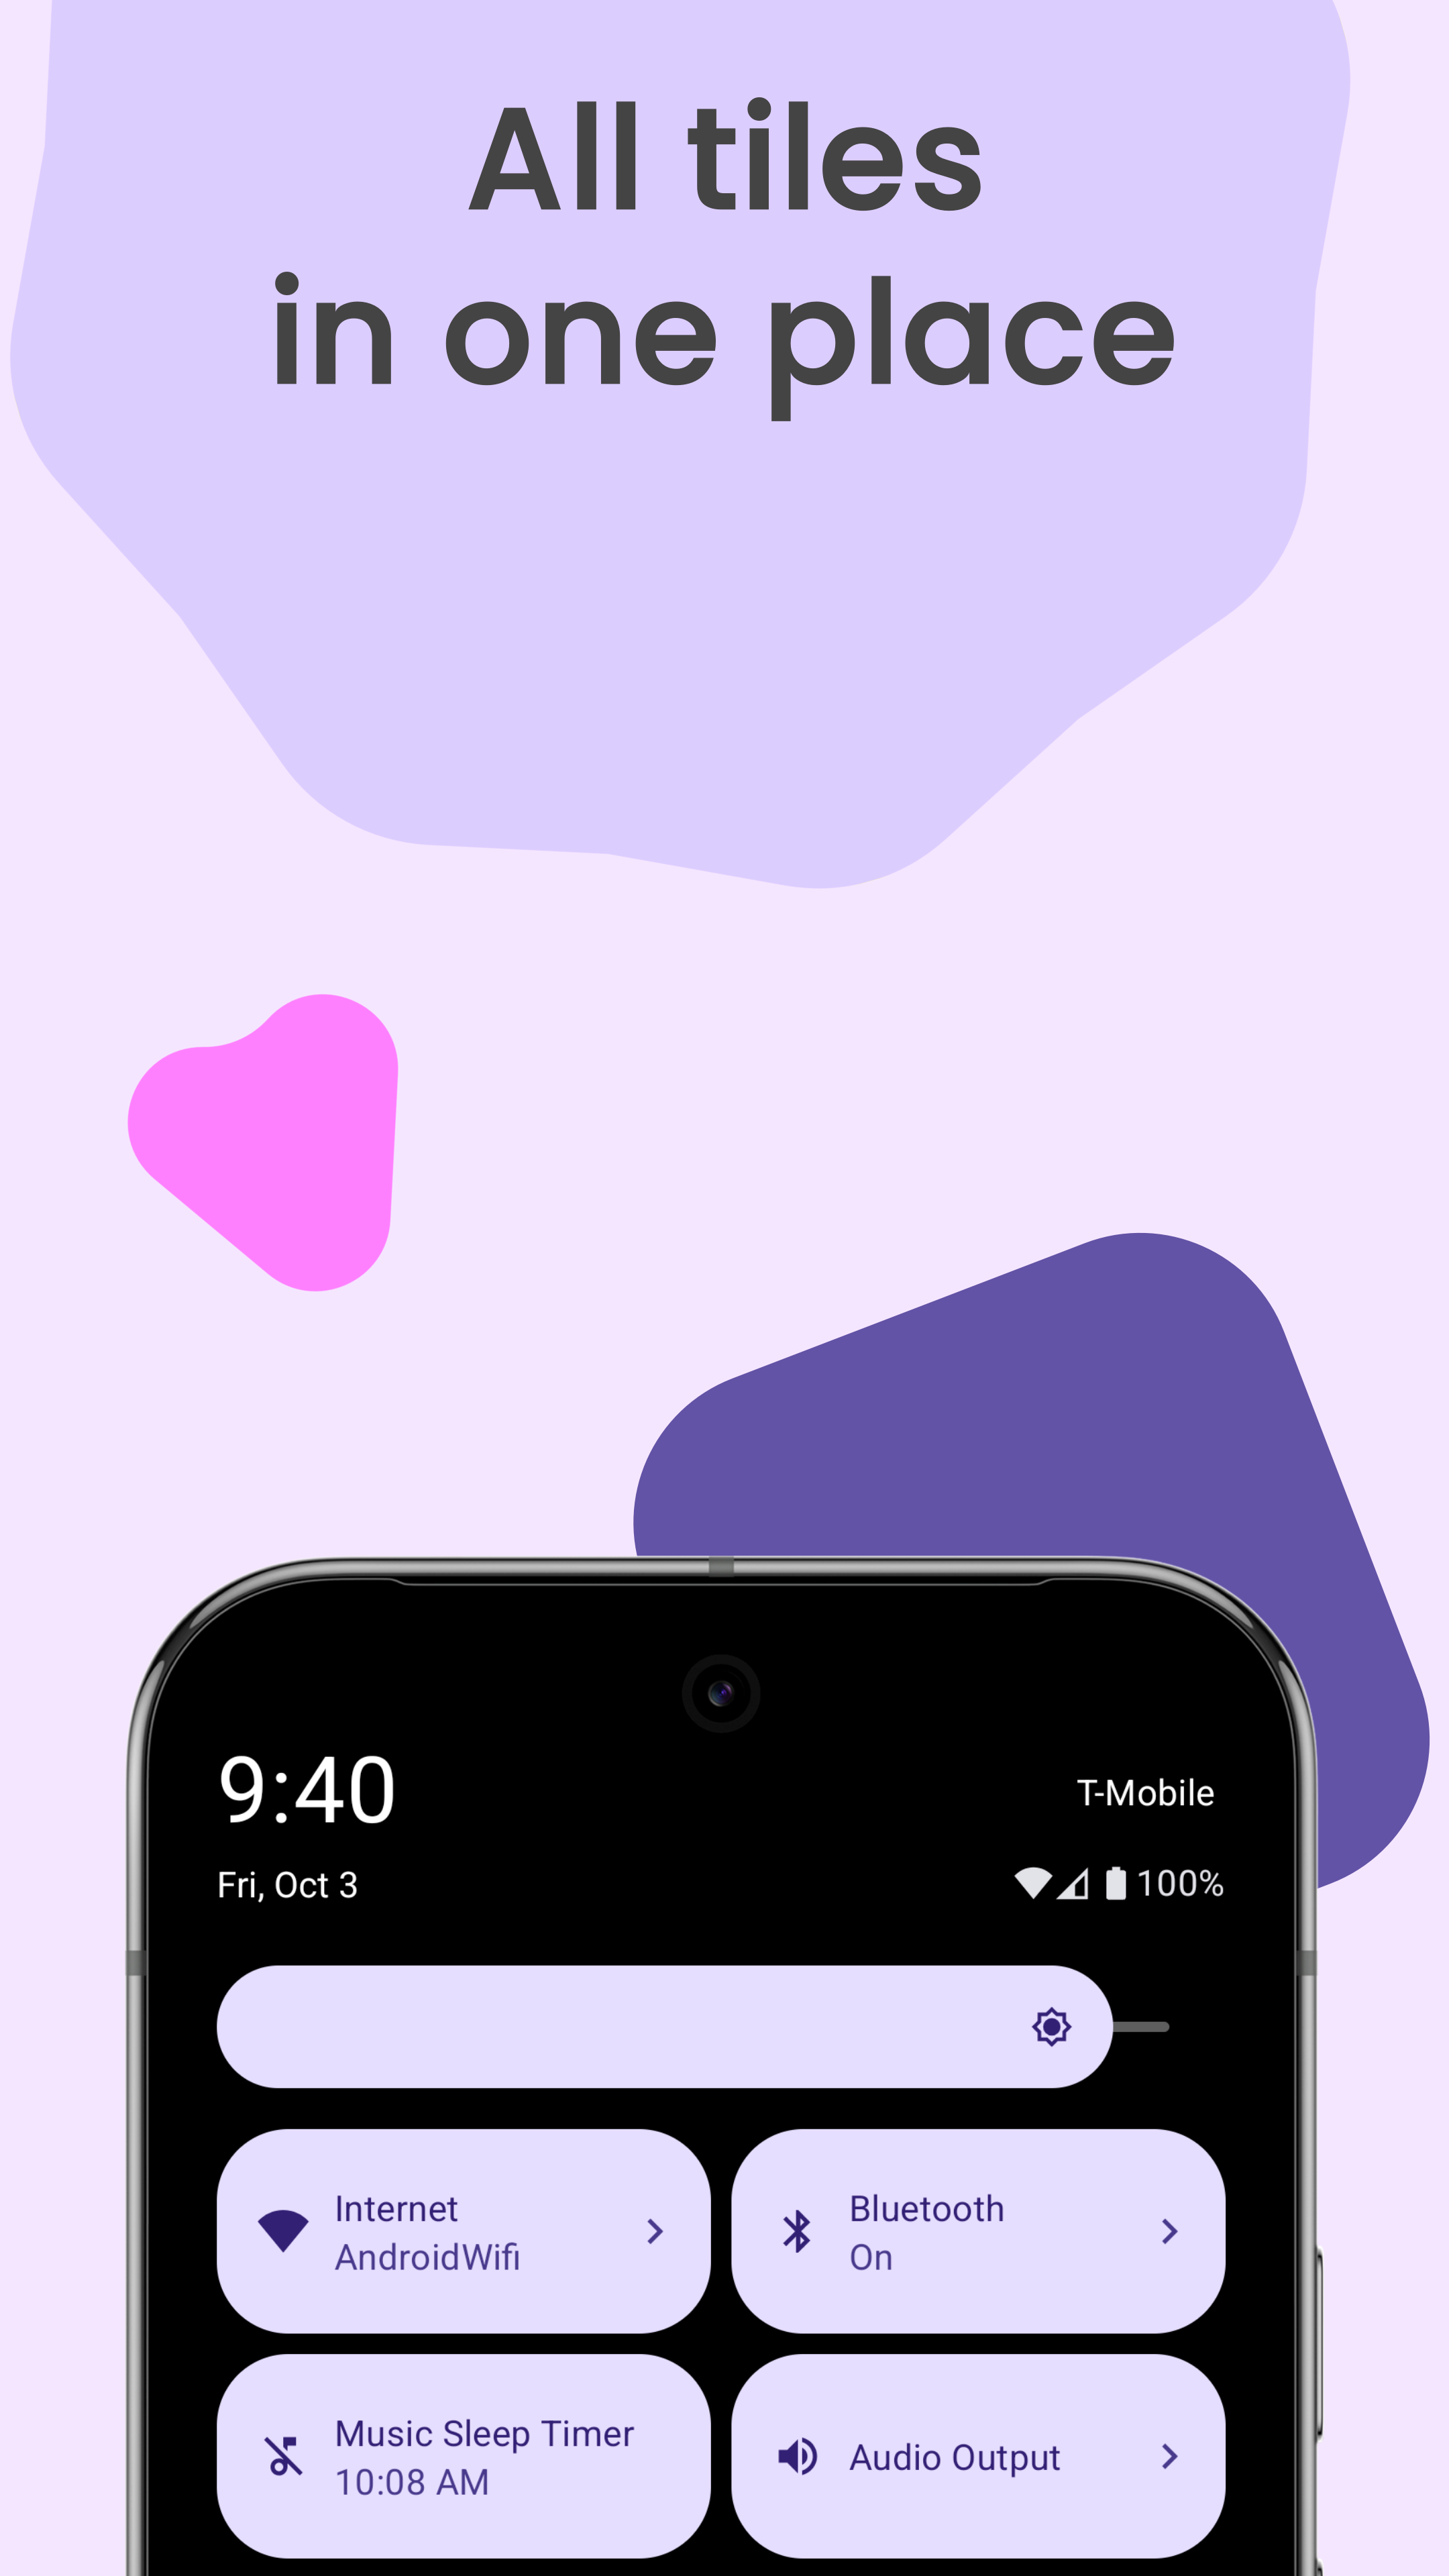 All tiles
in one place
9:40
T-Mobile
Fri, Oct 3
100%
Internet
AndroidWifi
Bluetooth
On
Music Sleep Timer
10:08 AM
Audio Output